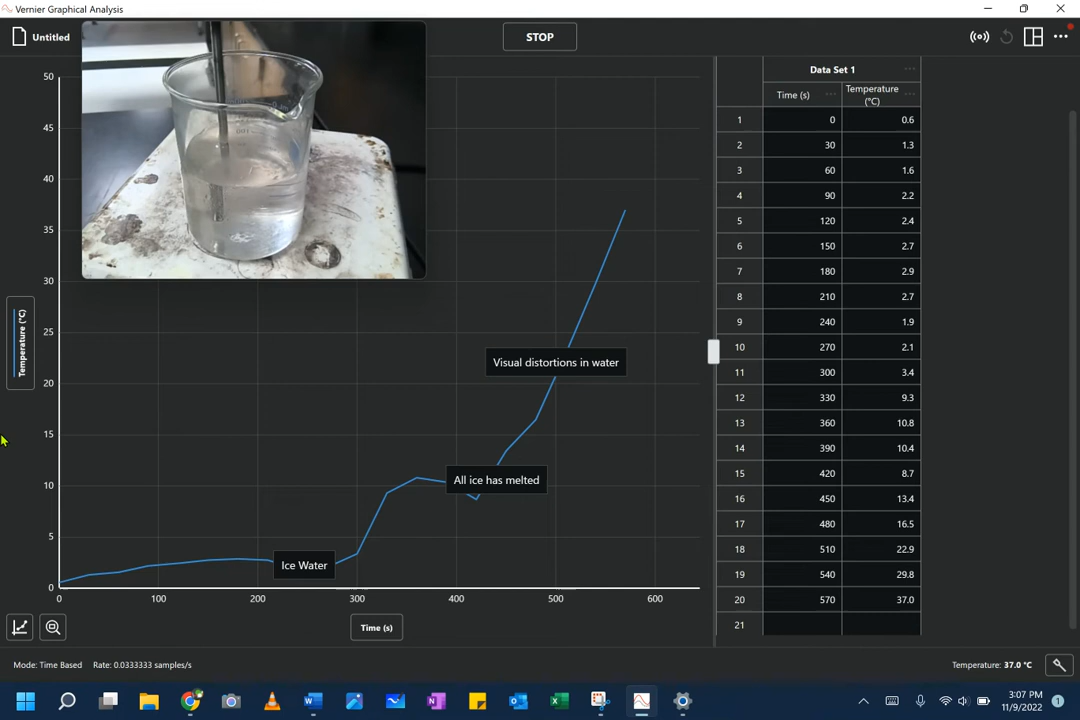 Vernier Graphical Analysis
Untitled
STOP
50
45
40
35
30
25
20
15
10
5
0
Temperature (°C)
0 100 200 300 400 500 600
Time (s)
Visual distortions in water
All ice has melted
Ice Water
Data Set 1
Time (s) Temperature (°C)
1 0 0.6
2 30 1.3
3 60 1.6
4 90 2.2
5 120 2.4
6 150 2.7
7 180 2.9
8 210 2.7
9 240 1.9
10 270 2.1
11 300 3.4
12 330 9.3
13 360 10.8
14 390 10.4
15 420 8.7
16 450 13.4
17 480 16.5
18 510 22.9
19 540 29.8
20 570 37.0
21
Mode: Time Based Rate: 0.0333333 samples/s
Temperature: 37.0 °C
3:07 PM
11/9/2022
1